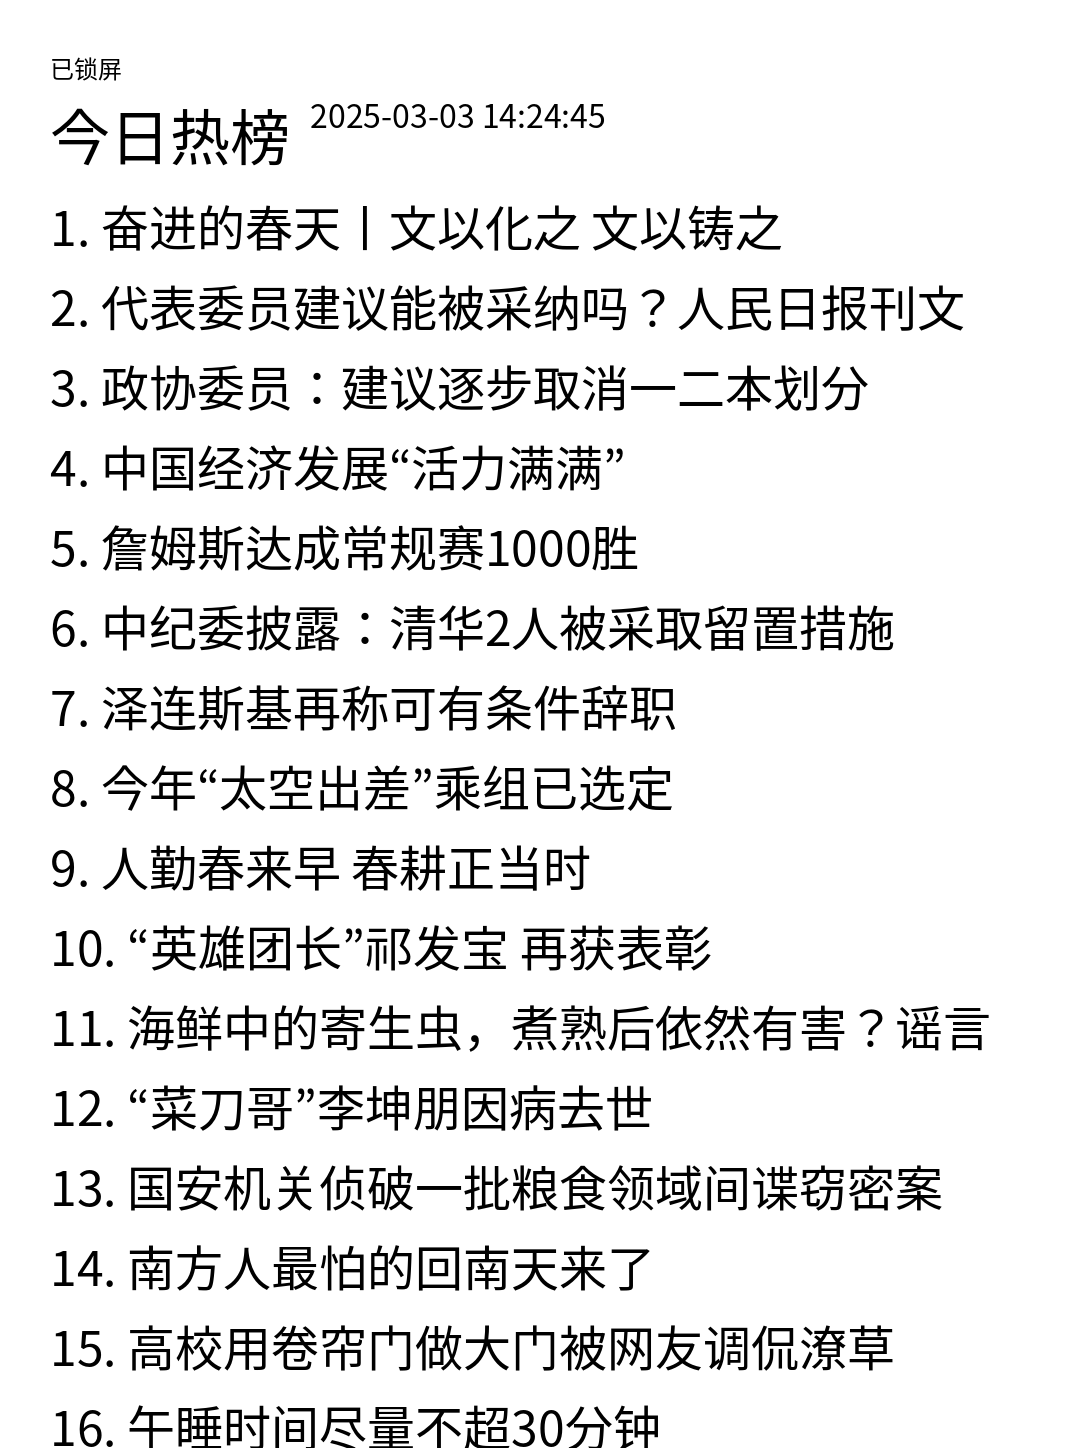 已锁屏
今日热榜 2025-03-03 14:24:45
1. 奋进的春天丨文以化之 文以铸之
2. 代表委员建议能被采纳吗？人民日报刊文
3. 政协委员：建议逐步取消一二本划分
4. 中国经济发展“活力满满”
5. 詹姆斯达成常规赛1000胜
6. 中纪委披露：清华2人被采取留置措施
7. 泽连斯基再称可有条件辞职
8. 今年“太空出差”乘组已选定
9. 人勤春来早 春耕正当时
10. “英雄团长”祁发宝 再获表彰
11. 海鲜中的寄生虫，煮熟后依然有害？谣言
12. “菜刀哥”李坤朋因病去世
13. 国安机关侦破一批粮食领域间谍窃密案
14. 南方人最怕的回南天来了
15. 高校用卷帘门做大门被网友调侃潦草
16. 午睡时间尽量不超30分钟